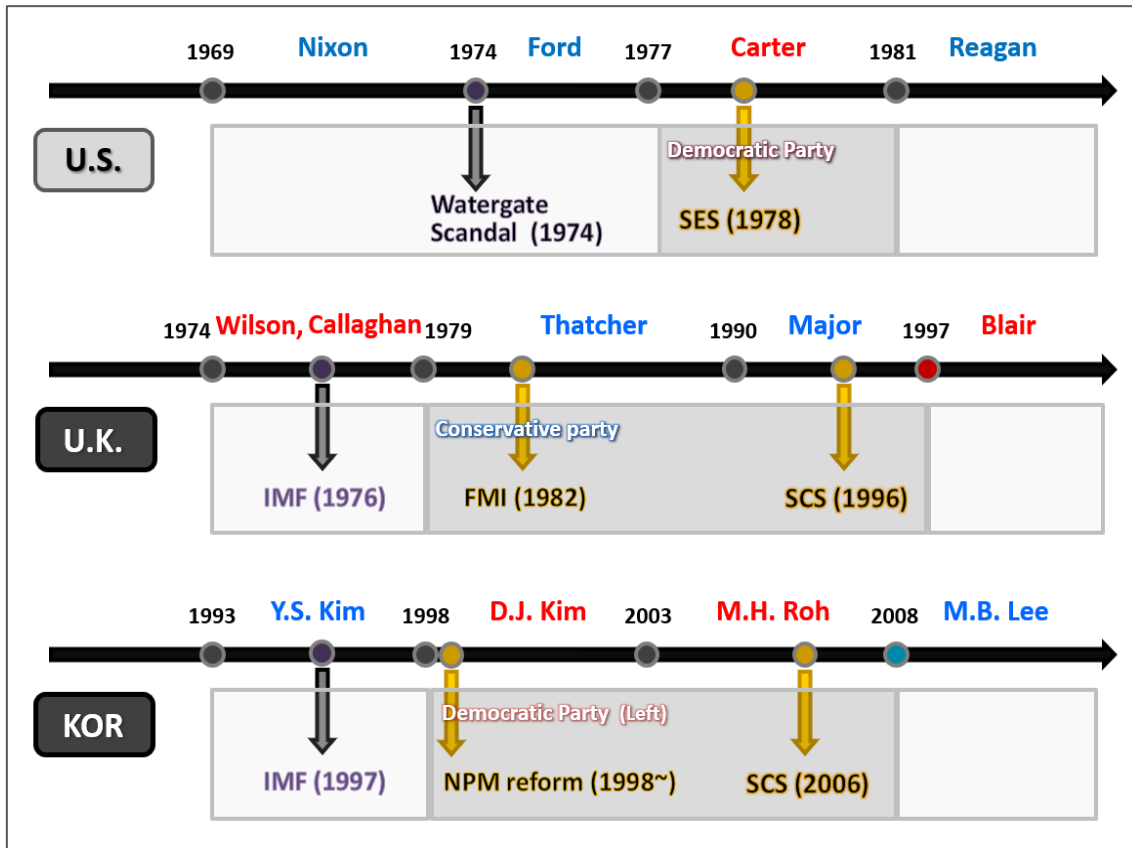 1969 Nixon 1974 Ford 1977 Carter 1981 Reagan
U.S.
Democratic Party
Watergate
Scandal (1974)
SES (1978)
1974 Wilson, Callaghan 1979 Thatcher 1990 Major 1997 Blair
U.K.
Conservative party
IMF (1976)
FMI (1982)
SCS (1996)
1993 Y.S. Kim 1998 D.J. Kim 2003 M.H. Roh 2008 M.B. Lee
KOR
Democratic Party (Left)
IMF (1997)
NPM reform (1998~)
SCS (2006)